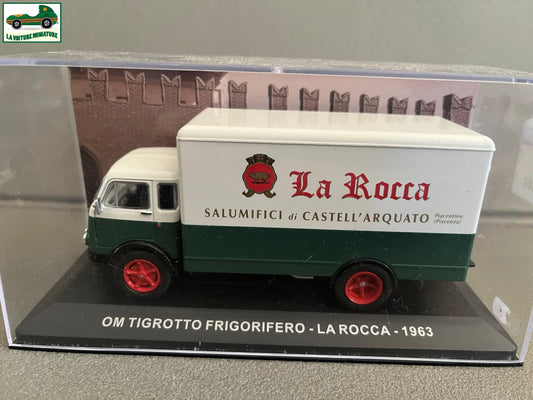 LA VOITURE MINIATURE
La Rocca
SALUMIFICI di CASTELL'ARQUATO Piacentino
(Piacenza)
OM TIGROTTO FRIGORIFERO - LA ROCCA - 1963